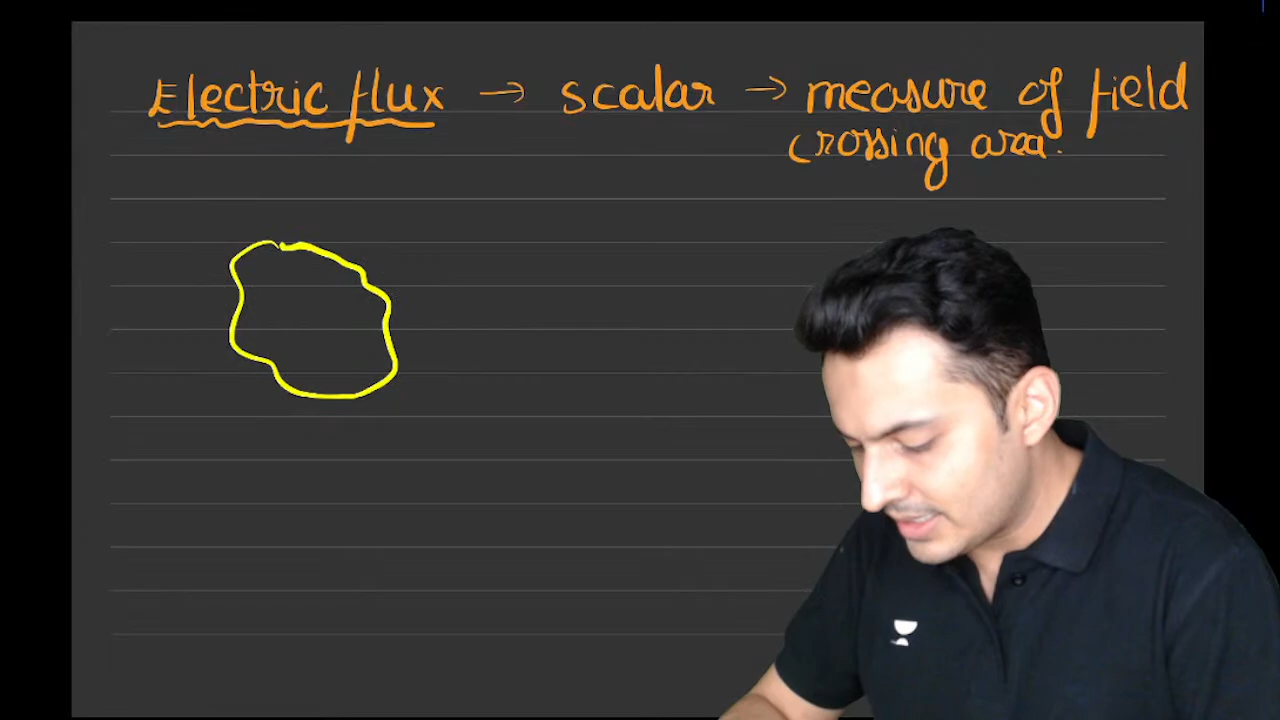 Electric flux → scalar → measure of field
crossing area.